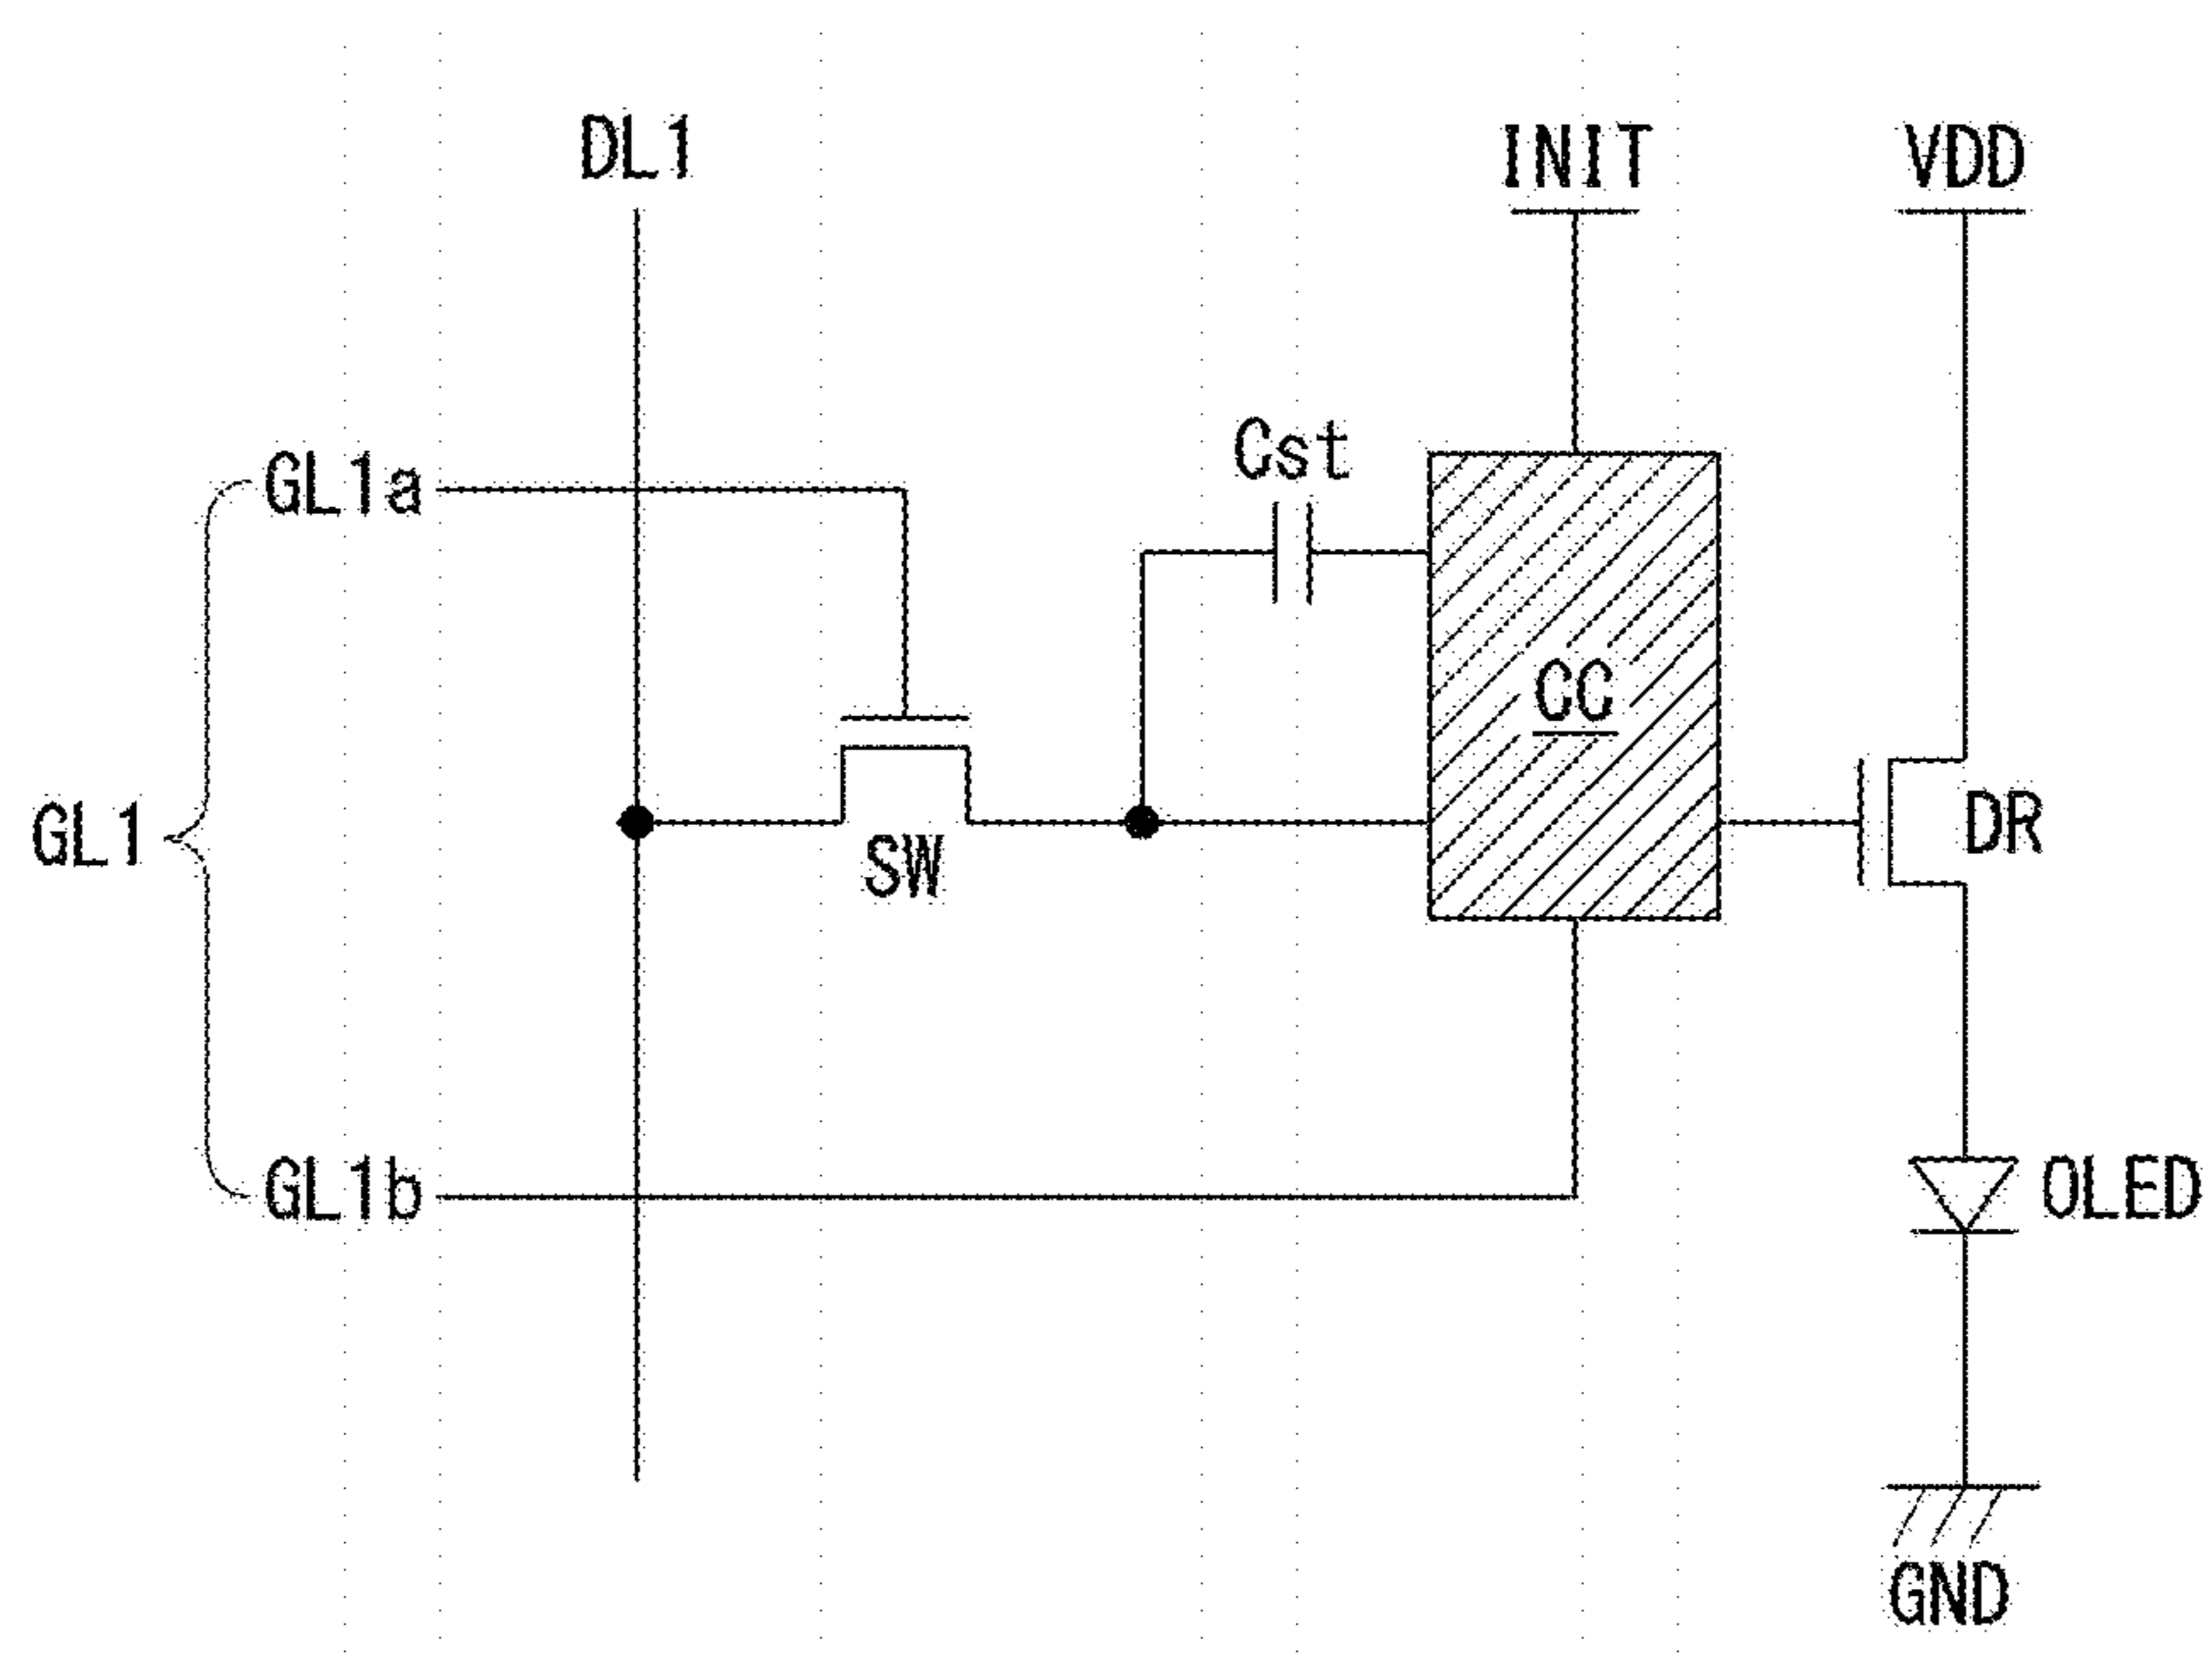 DL1
INIT
VDD
Cst
GL1a
CC
GL1
SW
DR
GL1b
OLED
GND